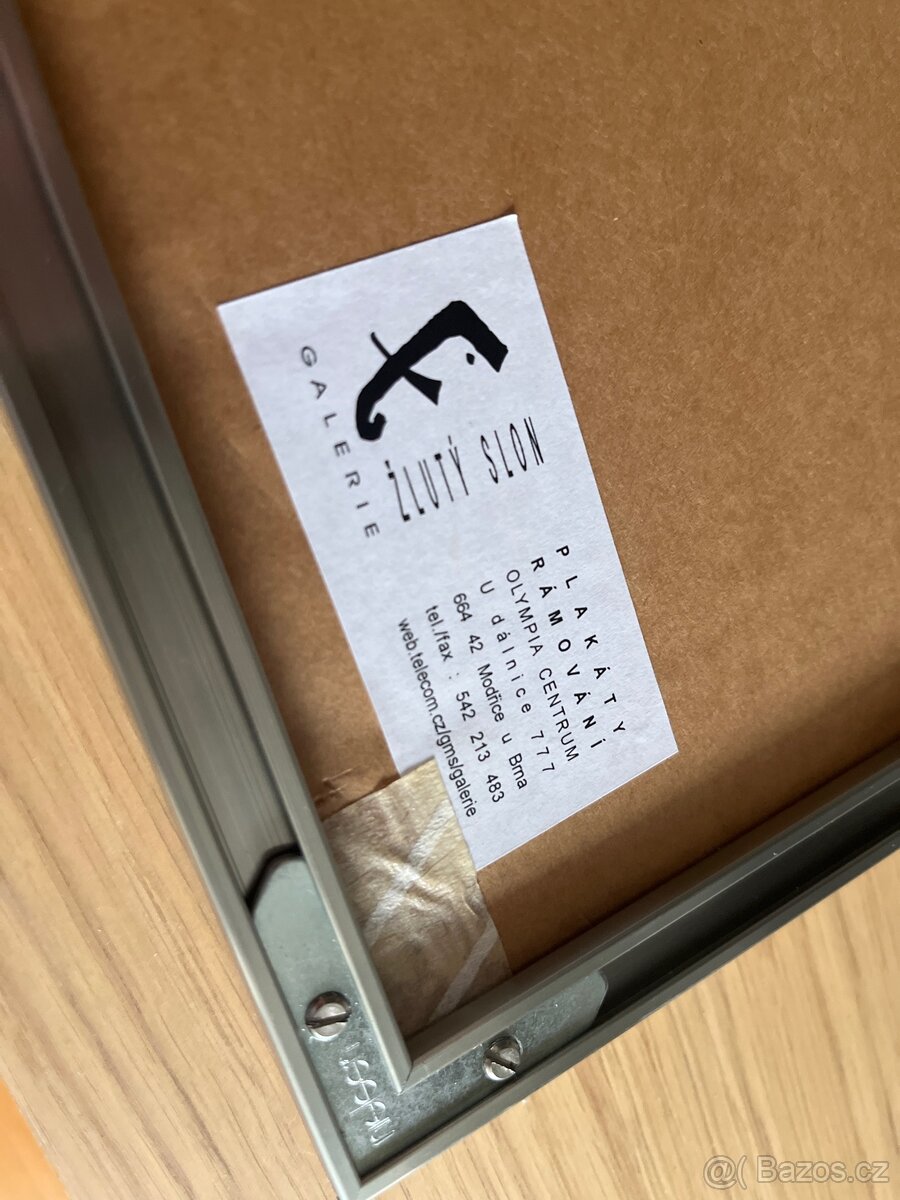 GALERIE
ŽLUTÝ SLON
PLAKÁTY
RÁMOVÁNÍ
OLYMPIA CENTRUM
U dálnice 777
664 42 Modřice u Brna
tel./fax : 542 213 483
web.telecom.cz/gms/galerie
@( Bazos.cz